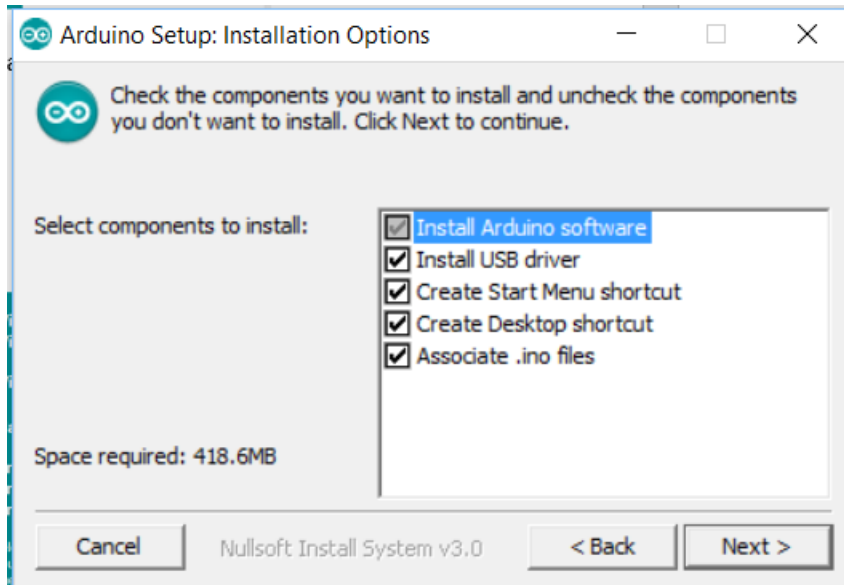 Arduino Setup: Installation Options
Check the components you want to install and uncheck the components
you don't want to install. Click Next to continue.
Select components to install:
Install Arduino software
Install USB driver
Create Start Menu shortcut
Create Desktop shortcut
Associate .ino files
Space required: 418.6MB
Cancel
Nullsoft Install System v3.0
< Back
Next >